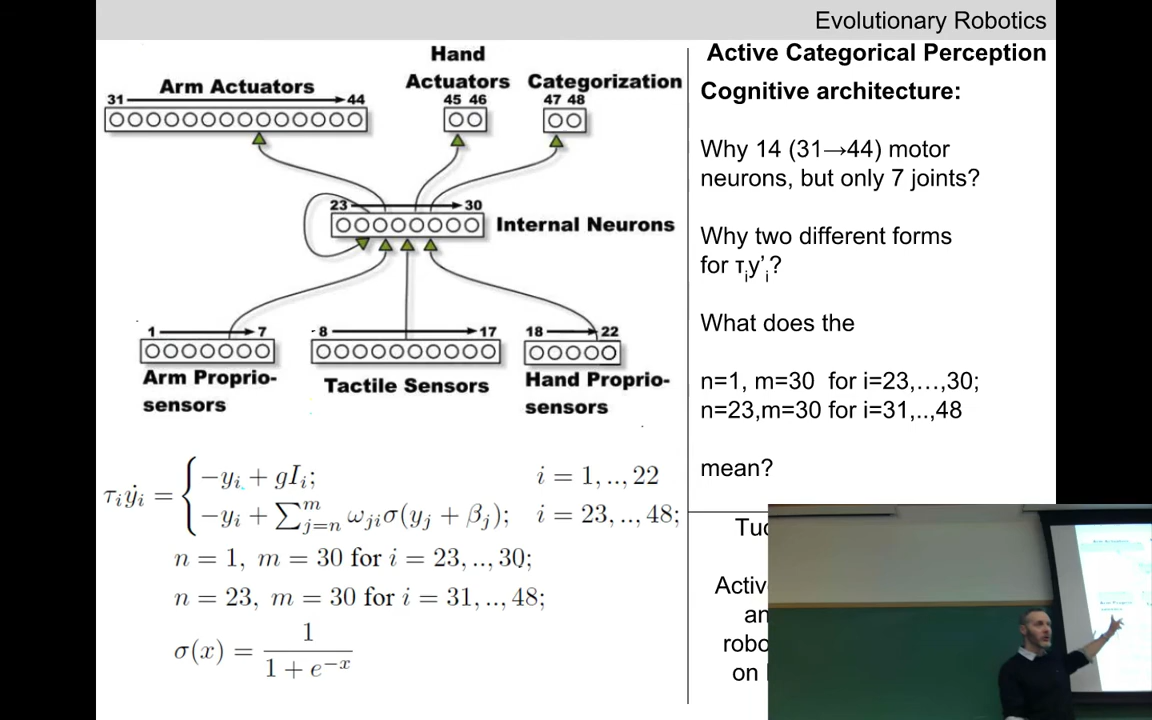 Evolutionary Robotics
Hand
Arm Actuators
Actuators
Categorization
31
44
45 46
47 48
23
30
Internal Neurons
1
7
8
17
18
22
Arm Proprio-
sensors
Tactile Sensors
Hand Proprio-
sensors
τᵢẏᵢ = { −yᵢ + gIᵢ; i = 1, .., 22
−yᵢ + ∑ᵐⱼ₌ₙ ωⱼᵢσ(yⱼ + βⱼ); i = 23, .., 48;
n = 1, m = 30 for i = 23, .., 30;
n = 23, m = 30 for i = 31, .., 48;
σ(x) = 1 / (1 + e⁻ˣ)
Active Categorical Perception
Cognitive architecture:
Why 14 (31→44) motor
neurons, but only 7 joints?
Why two different forms
for τᵢy’ᵢ?
What does the
n=1, m=30 for i=23,...,30;
n=23,m=30 for i=31,..,48
mean?